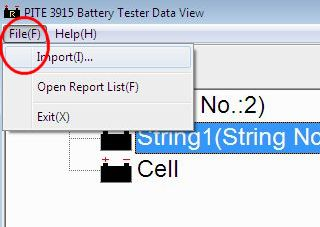 PITE 3915 Battery Tester Data View
File(F) Help(H)
Import(I)...
Open Report List(F)
Exit(X)
No.:2)
String1(String No
Cell